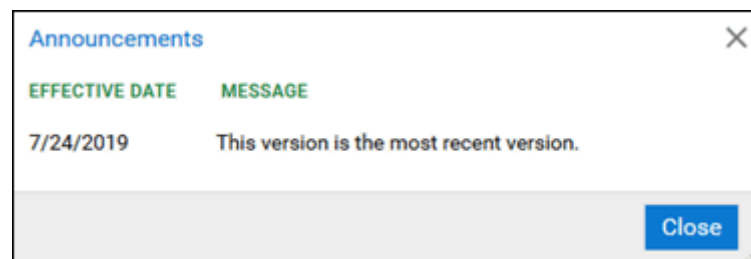 Announcements
EFFECTIVE DATE MESSAGE
7/24/2019 This version is the most recent version.
Close